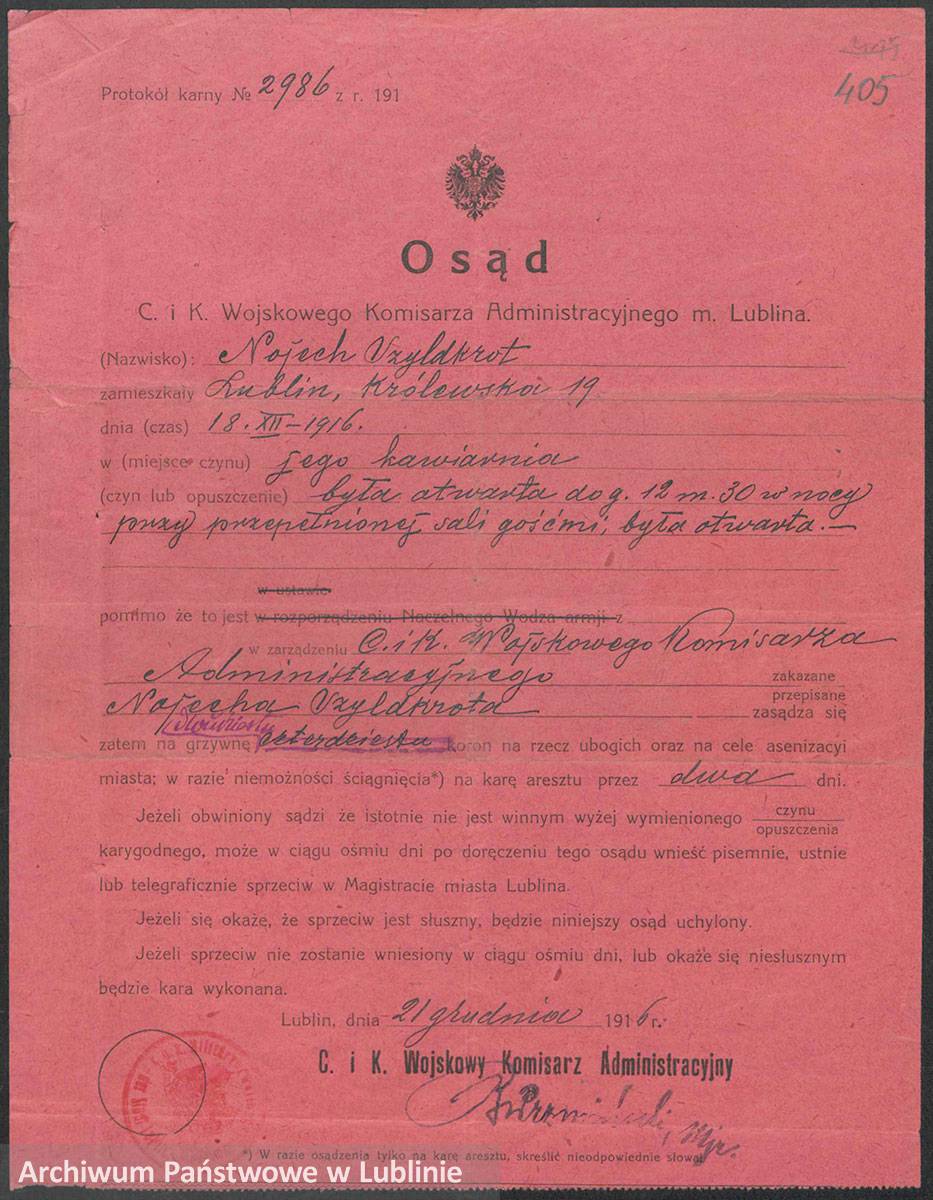 405
Protokół karny № 2986 z r. 191
Osąd
C. i K. Wojskowego Komisarza Administracyjnego m. Lublina.
(Nazwisko): Nojech Uzyldkrot
zamieszkały Lublin, Królewska 19
dnia (czas) 18. XII – 1916.
w (miejsce czynu) jego kawiarnia
(czyn lub opuszczenie) była otwarta do g. 12 m. 30 w nocy
przy przepełnionej sali gośćmi, była otwarta. —
w ustawie
pomimo że to jest w rozporządzeniu Naczelnego Wodza armji z
w zarządzeniu C. i K. Wojskowego Komisarza
Administracyjnego zakazane
przepisane
Nojecha Uzyldkrota zasądza się
zatem na grzywnę czterdziestu koron na rzecz ubogich oraz na cele asenizacyi
miasta; w razie niemożności ściągnięcia*) na karę aresztu przez dwa dni.
Jeżeli obwiniony sądzi że istotnie nie jest winnym wyżej wymienionego czynu
opuszczenia
karygodnego, może w ciągu ośmiu dni po doręczeniu tego osądu wnieść pisemnie, ustnie
lub telegraficznie sprzeciw w Magistracie miasta Lublina.
Jeżeli się okaże, że sprzeciw jest słuszny, będzie niniejszy osąd uchylony.
Jeżeli sprzeciw nie zostanie wniesiony w ciągu ośmiu dni, lub okaże się niesłusznym
będzie kara wykonana.
Lublin, dnia 21 grudnia 1916 r.
C. i K. Wojskowy Komisarz Administracyjny
Mjr.
*) W razie osądzenia tylko na karę aresztu, skreślić nieodpowiednie słowa.
Archiwum Państwowe w Lublinie